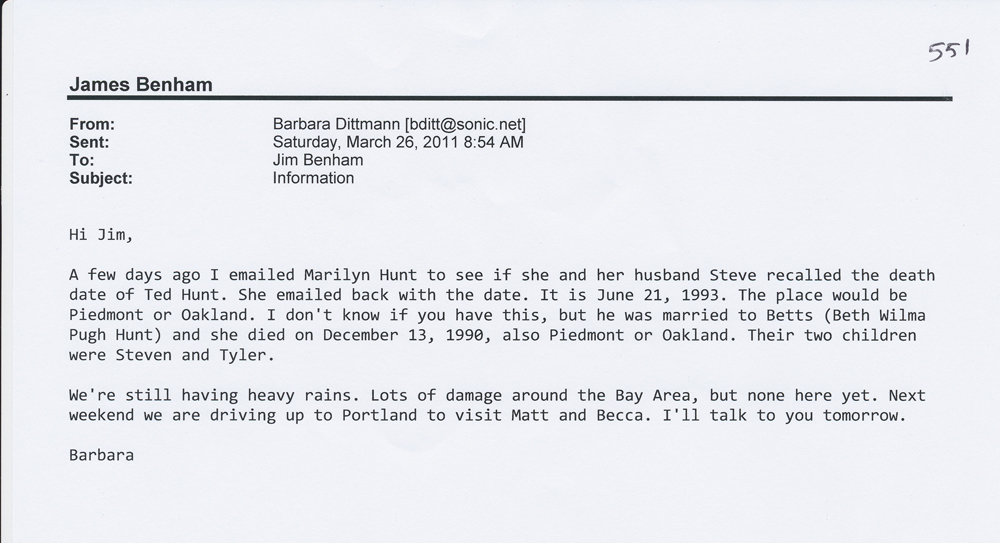 551
James Benham
From: Barbara Dittmann [bditt@sonic.net]
Sent: Saturday, March 26, 2011 8:54 AM
To: Jim Benham
Subject: Information
Hi Jim,
A few days ago I emailed Marilyn Hunt to see if she and her husband Steve recalled the death
date of Ted Hunt. She emailed back with the date. It is June 21, 1993. The place would be
Piedmont or Oakland. I don't know if you have this, but he was married to Betts (Beth Wilma
Pugh Hunt) and she died on December 13, 1990, also Piedmont or Oakland. Their two children
were Steven and Tyler.
We're still having heavy rains. Lots of damage around the Bay Area, but none here yet. Next
weekend we are driving up to Portland to visit Matt and Becca. I'll talk to you tomorrow.
Barbara